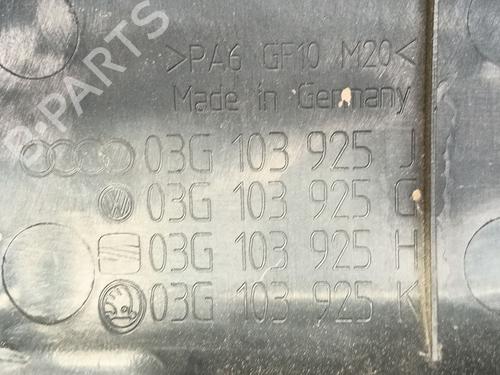 >PA6 GF10 M20<
Made in Germany
03G 103 925 J
03G 103 925 G
03G 103 925 H
03G 103 925 K
B-PARTS